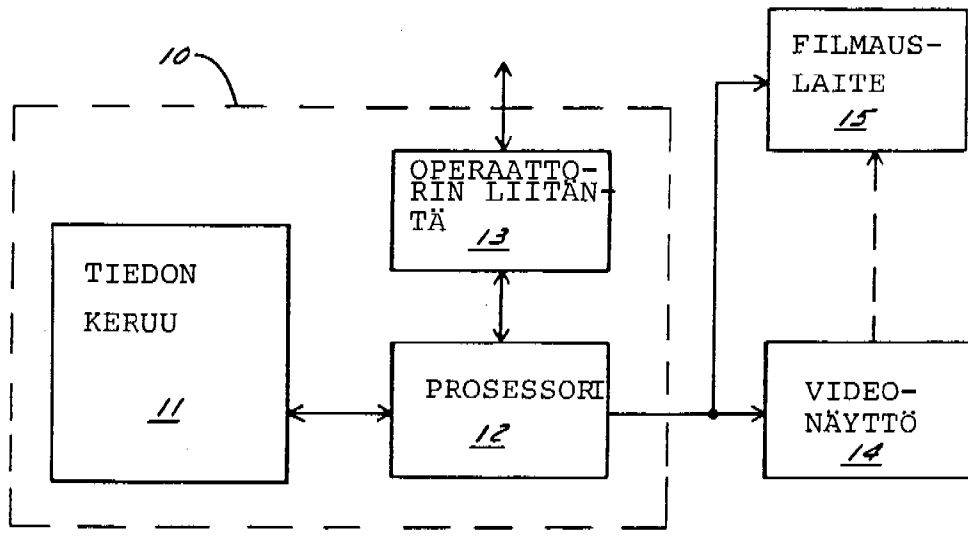 10
FILMAUS-
LAITE
15
OPERAATTO-
RIN LIITÄN-
TÄ
13
TIEDON
KERUU
11
PROSESSORI
12
VIDEO-
NÄYTTÖ
14